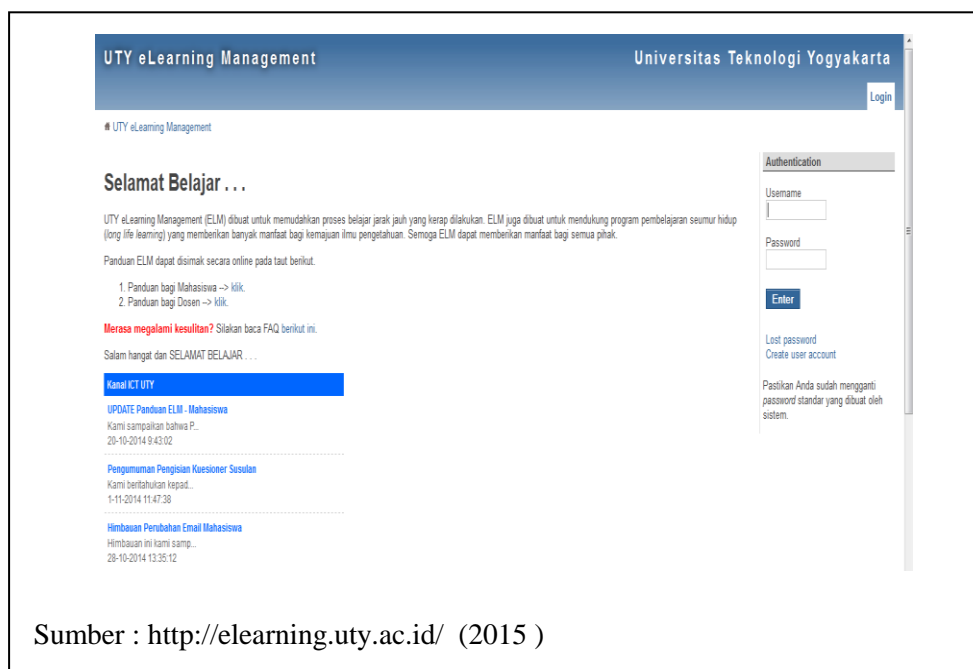 UTY eLearning Management
Universitas Teknologi Yogyakarta
Login
UTY eLearning Management
Selamat Belajar . . .
UTY eLearning Management (ELM) dibuat untuk memudahkan proses belajar jarak jauh yang kerap dilakukan. ELM juga dibuat untuk mendukung program pembelajaran seumur hidup
(long life learning) yang memberikan banyak manfaat bagi kemajuan ilmu pengetahuan. Semoga ELM dapat memberikan manfaat bagi semua pihak.
Panduan ELM dapat disimak secara online pada taut berikut.
1. Panduan bagi Mahasiswa --> klik.
2. Panduan bagi Dosen --> klik.
Merasa megalami kesulitan? Silakan baca FAQ berikut ini.
Salam hangat dan SELAMAT BELAJAR . . .
Kanal ICT UTY
UPDATE Panduan ELM - Mahasiswa
Kami sampaikan bahwa P...
20-10-2014 9:43:02
Pengumuman Pengisian Kuesioner Susulan
Kami beritahukan kepad...
1-11-2014 11:47:38
Himbauan Perubahan Email Mahasiswa
Himbauan ini kami samp...
28-10-2014 13:35:12
Authentication
Username
Password
Enter
Lost password
Create user account
Pastikan Anda sudah mengganti
password standar yang dibuat oleh
sistem.
Sumber : http://elearning.uty.ac.id/ (2015 )